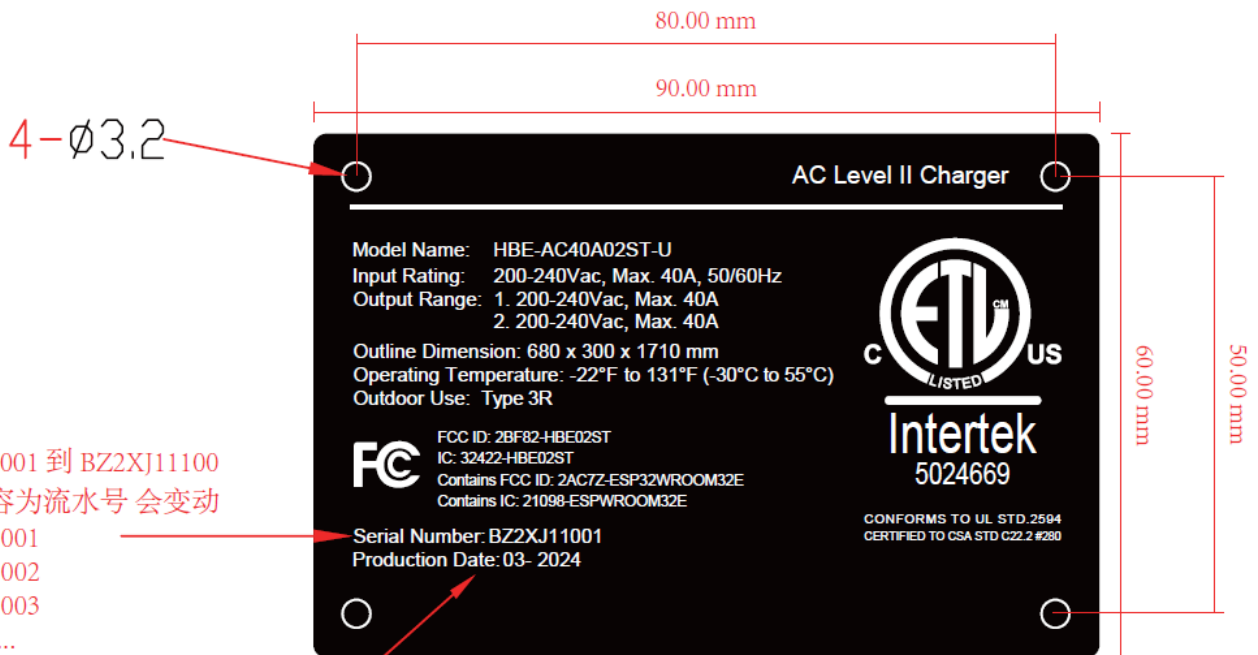 80.00 mm
90.00 mm
4-Ø3.2
AC Level II Charger
Model Name: HBE-AC40A02ST-U
Input Rating: 200-240Vac, Max. 40A, 50/60Hz
Output Range: 1. 200-240Vac, Max. 40A
2. 200-240Vac, Max. 40A
Outline Dimension: 680 x 300 x 1710 mm
Operating Temperature: -22°F to 131°F (-30°C to 55°C)
Outdoor Use: Type 3R
FC
FCC ID: 2BF82-HBE02ST
IC: 32422-HBE02ST
Contains FCC ID: 2AC7Z-ESP32WROOM32E
Contains IC: 21098-ESPWROOM32E
Serial Number: BZ2XJ11001
Production Date: 03- 2024
ETL
CM
C
US
LISTED
Intertek
5024669
CONFORMS TO UL STD.2594
CERTIFIED TO CSA STD C22.2 #280
60.00 mm
50.00 mm
001 到 BZ2XJ11100
容为流水号 会变动
001
002
003
...